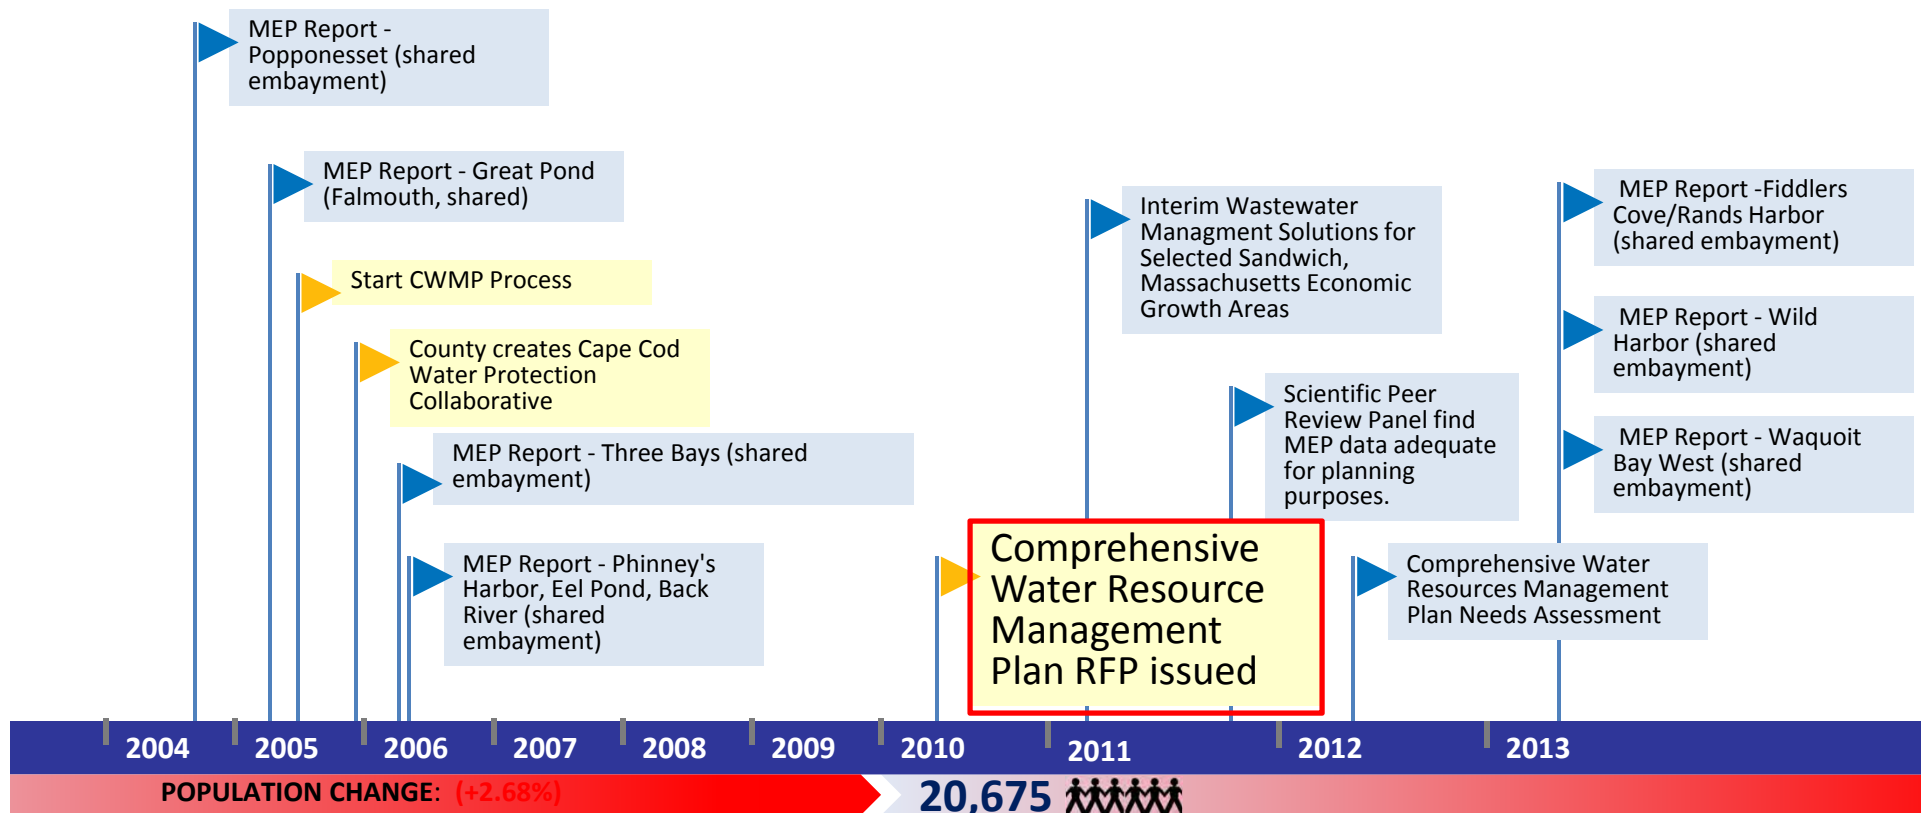 MEP Report -
Popponesset (shared
embayment)
MEP Report - Great Pond
(Falmouth, shared)
Start CWMP Process
County creates Cape Cod
Water Protection
Collaborative
MEP Report - Three Bays (shared
embayment)
MEP Report - Phinney's
Harbor, Eel Pond, Back
River (shared
embayment)
Comprehensive
Water Resource
Management
Plan RFP issued
Interim Wastewater
Managment Solutions for
Selected Sandwich,
Massachusetts Economic
Growth Areas
Scientific Peer
Review Panel find
MEP data adequate
for planning
purposes.
Comprehensive Water
Resources Management
Plan Needs Assessment
MEP Report -Fiddlers
Cove/Rands Harbor
(shared embayment)
MEP Report - Wild
Harbor (shared
embayment)
MEP Report - Waquoit
Bay West (shared
embayment)
2004 2005 2006 2007 2008 2009 2010 2011 2012 2013
POPULATION CHANGE: (+2.68%) 20,675